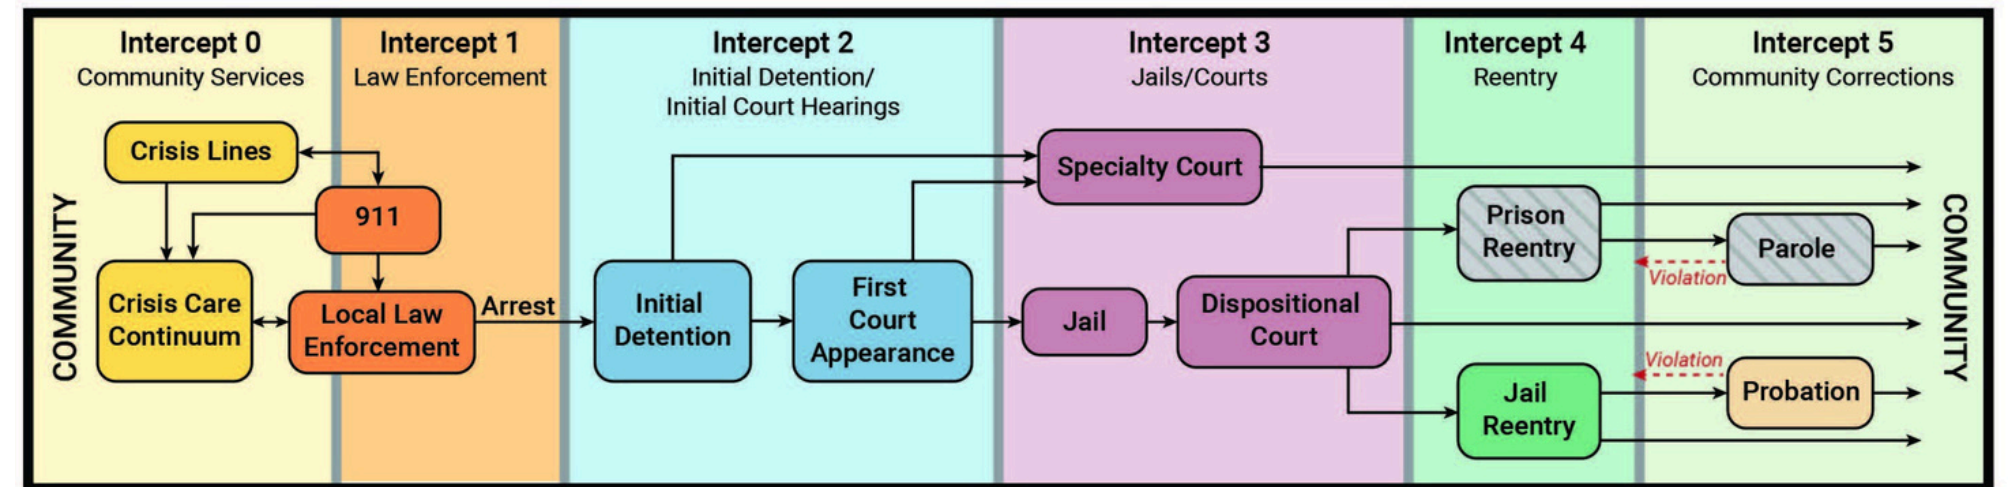 Intercept 0
Community Services
Intercept 1
Law Enforcement
Intercept 2
Initial Detention/
Initial Court Hearings
Intercept 3
Jails/Courts
Intercept 4
Reentry
Intercept 5
Community Corrections
COMMUNITY
Crisis Lines
911
Crisis Care
Continuum
Local Law
Enforcement
Arrest
Initial
Detention
First
Court
Appearance
Specialty Court
Jail
Dispositional
Court
Prison
Reentry
Parole
Violation
Jail
Reentry
Violation
Probation
COMMUNITY